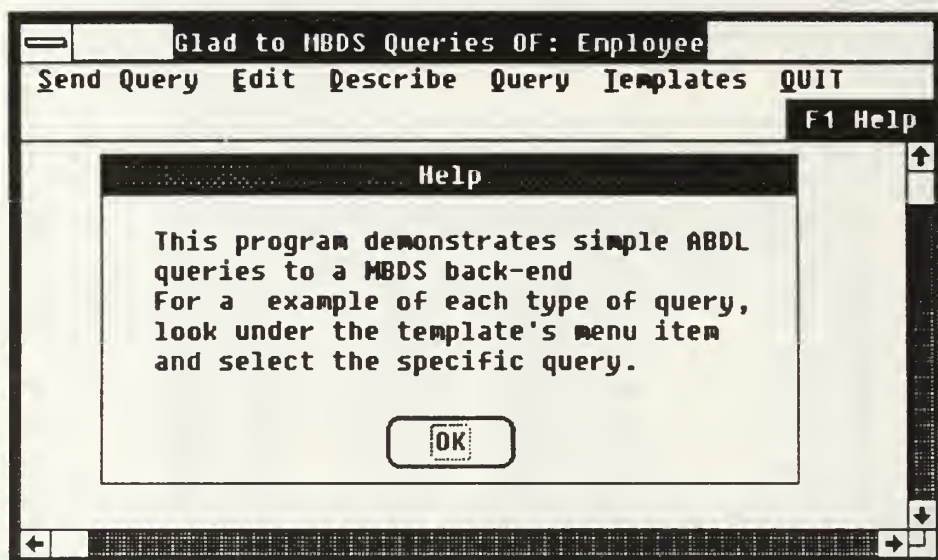 Glad to MBDS Queries OF: Employee
Send Query Edit Describe Query Templates QUIT
F1 Help
Help
This program demonstrates simple ABDL
queries to a MBDS back-end
For a example of each type of query,
look under the template's menu item
and select the specific query.
OK